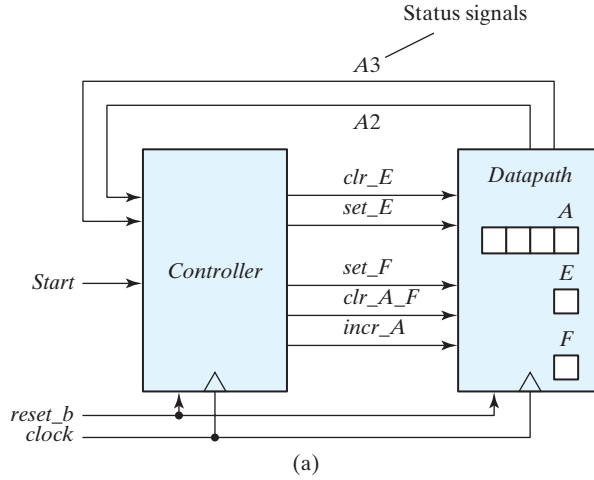 Status signals
A3
A2
clr_E
Datapath
set_E
A
Controller
set_F
E
Start
clr_A_F
incr_A
F
reset_b
clock
(a)